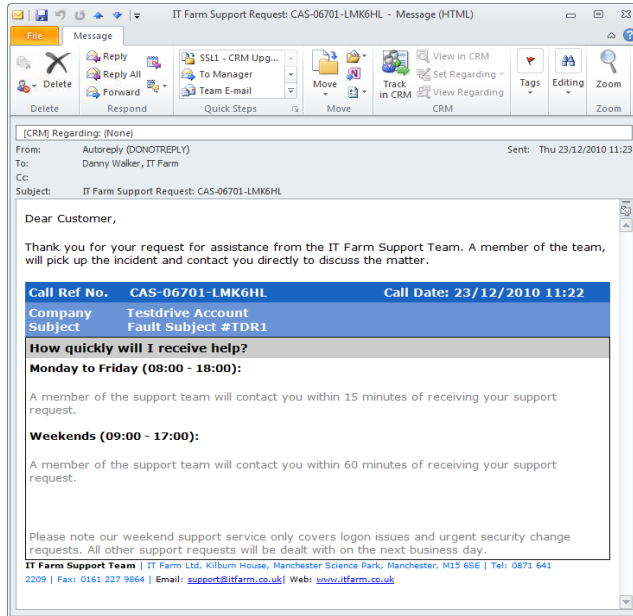 IT Farm Support Request: CAS-06701-LMK6HL - Message (HTML)
File Message
Reply
Reply All
Forward
Delete
SSL1 - CRM Upg...
To Manager
Team E-mail
Move
Track
in CRM
View in CRM
Set Regarding
View Regarding
Tags
Editing
Zoom
Delete Respond Quick Steps Move CRM Zoom
[CRM] Regarding: (None)
From: Autoreply (DONOTREPLY) Sent: Thu 23/12/2010 11:23
To: Danny Walker, IT Farm
Cc:
Subject: IT Farm Support Request: CAS-06701-LMK6HL
Dear Customer,
Thank you for your request for assistance from the IT Farm Support Team. A member of the team,
will pick up the incident and contact you directly to discuss the matter.
Call Ref No. CAS-06701-LMK6HL Call Date: 23/12/2010 11:22
Company Testdrive Account
Subject Fault Subject #TDR1
How quickly will I receive help?
Monday to Friday (08:00 - 18:00):
A member of the support team will contact you within 15 minutes of receiving your support
request.
Weekends (09:00 - 17:00):
A member of the support team will contact you within 60 minutes of receiving your support
request.
Please note our weekend support service only covers logon issues and urgent security change
requests. All other support requests will be dealt with on the next business day.
IT Farm Support Team | IT Farm Ltd, Kilburn House, Manchester Science Park, Manchester, M15 6SE | Tel: 0871 641
2209 | Fax: 0161 227 9864 | Email: support@itfarm.co.uk| Web: www.itfarm.co.uk